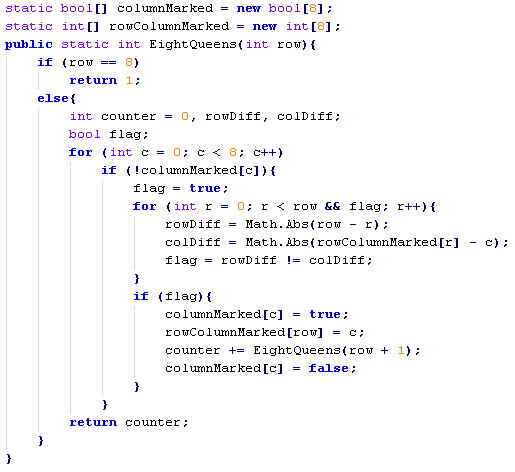 static bool[] columnMarked = new bool[8];
static int[] rowColumnMarked = new int[8];
public static int EightQueens(int row){
    if (row == 8)
        return 1;
    else{
        int counter = 0, rowDiff, colDiff;
        bool flag;
        for (int c = 0; c < 8; c++)
            if (!columnMarked[c]){
                flag = true;
                for (int r = 0; r < row && flag; r++){
                    rowDiff = Math.Abs(row - r);
                    colDiff = Math.Abs(rowColumnMarked[r] - c);
                    flag = rowDiff != colDiff;
                }
                if (flag){
                    columnMarked[c] = true;
                    rowColumnMarked[row] = c;
                    counter += EightQueens(row + 1);
                    columnMarked[c] = false;
                }
            }
        return counter;
    }
}